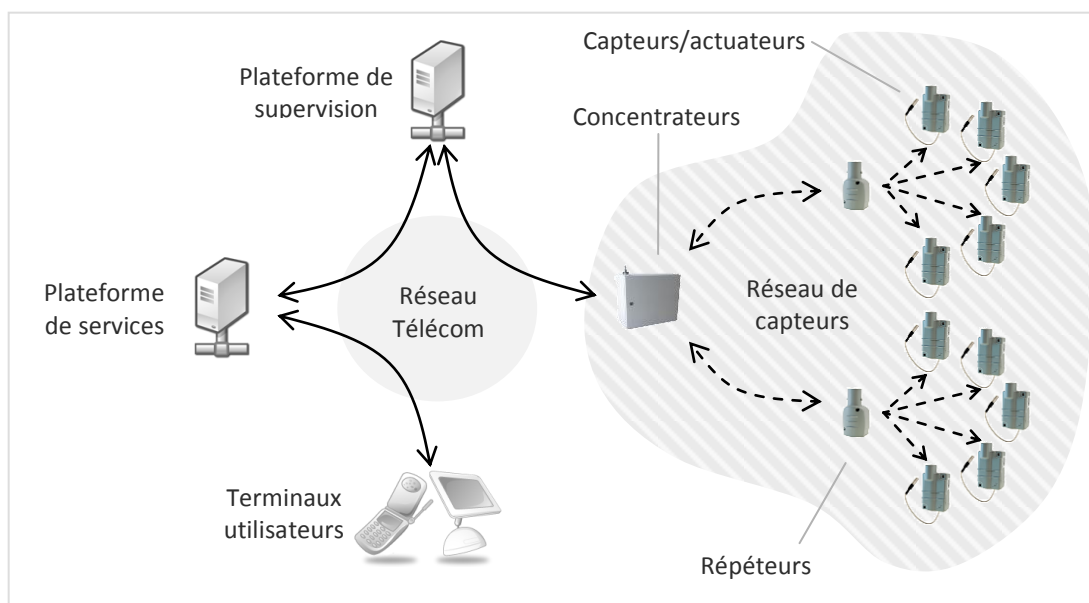 Capteurs/actuateurs
Plateforme de
supervision
Concentrateurs
Plateforme
de services
Réseau
Télécom
Réseau de
capteurs
Terminaux
utilisateurs
Répéteurs